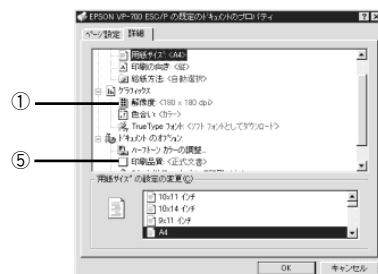 EPSON VP-700 ESC/P の既定のドキュメントのプロパティ
ページ設定 詳細
用紙サイズ: <A4>
印刷の向き: <縦>
給紙方法: <自動選択>
グラフィックス
① 解像度: <180 x 180 dpi>
色合い: <カラー>
TrueType フォント: <ソフト フォントとしてダウンロード>
ドキュメント のオプション
ハーフトーン カラーの調整...
⑤ 印刷品質: <正式文書>
用紙サイズ の設定の変更(C)
10x11 インチ
10x14 インチ
9x11 インチ
A4
OK キャンセル